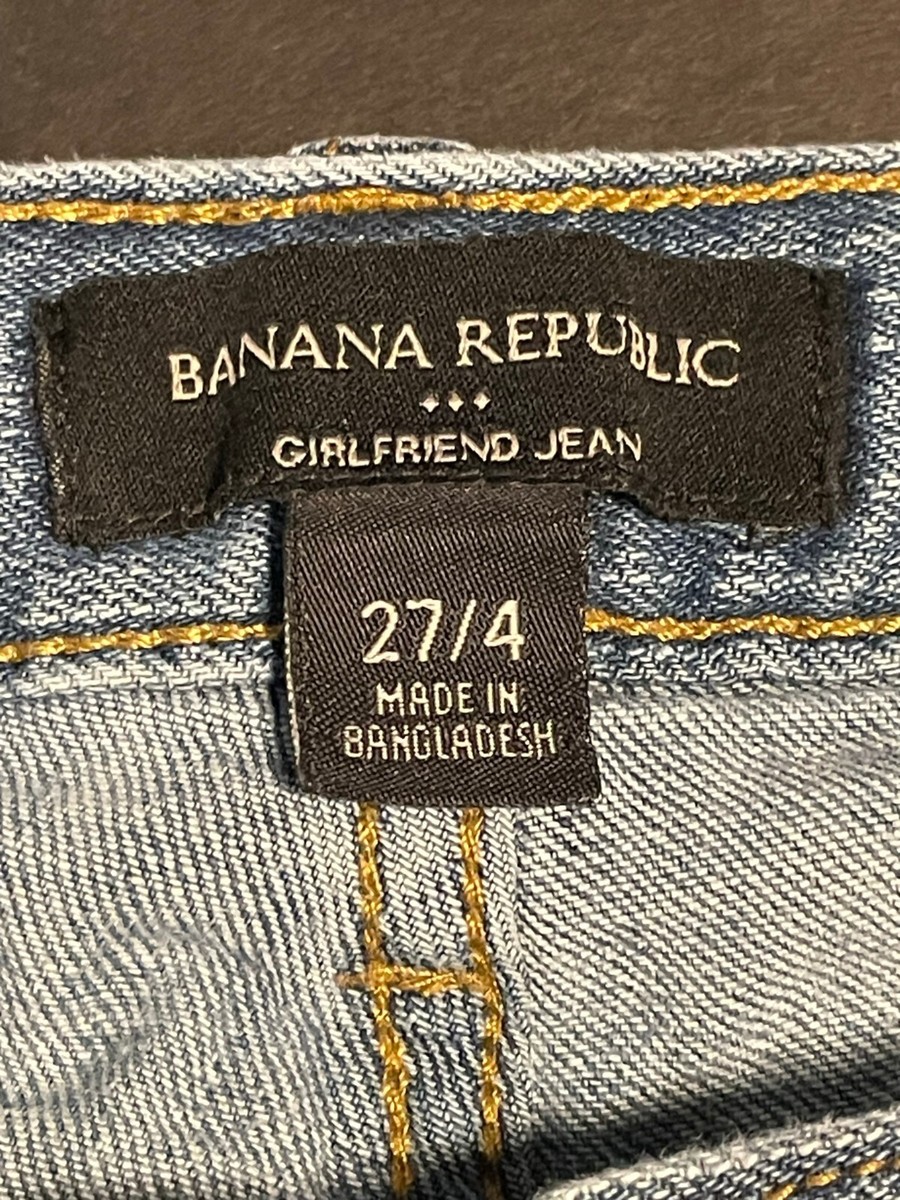 BANANA REPUBLIC
GIRLFRIEND JEAN
27/4
MADE IN
BANGLADESH